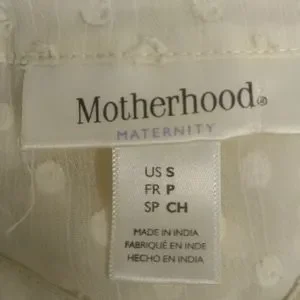 Motherhood®
MATERNITY
US S
FR P
SP CH
MADE IN INDIA
FABRIQUÉ EN INDE
HECHO EN INDIA